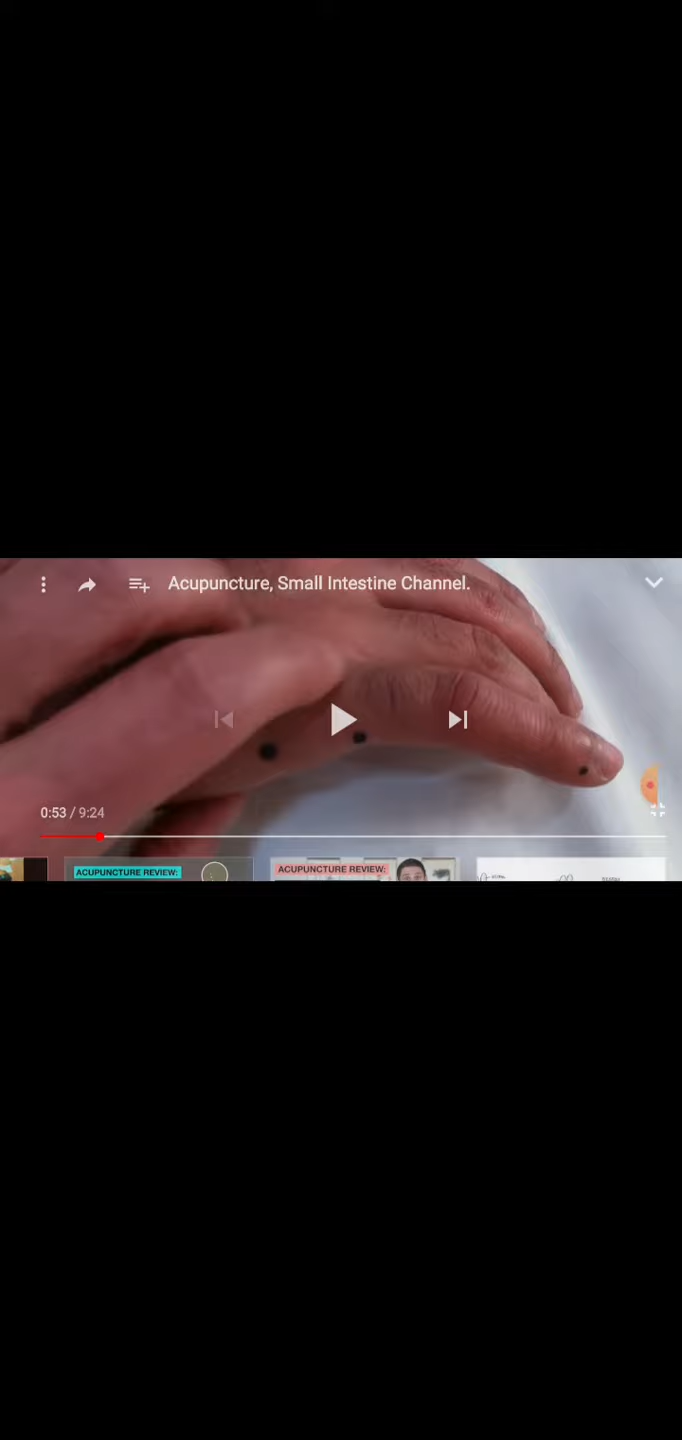 Acupuncture, Small Intestine Channel.
0:53 / 9:24
ACUPUNCTURE REVIEW:
ACUPUNCTURE REVIEW: